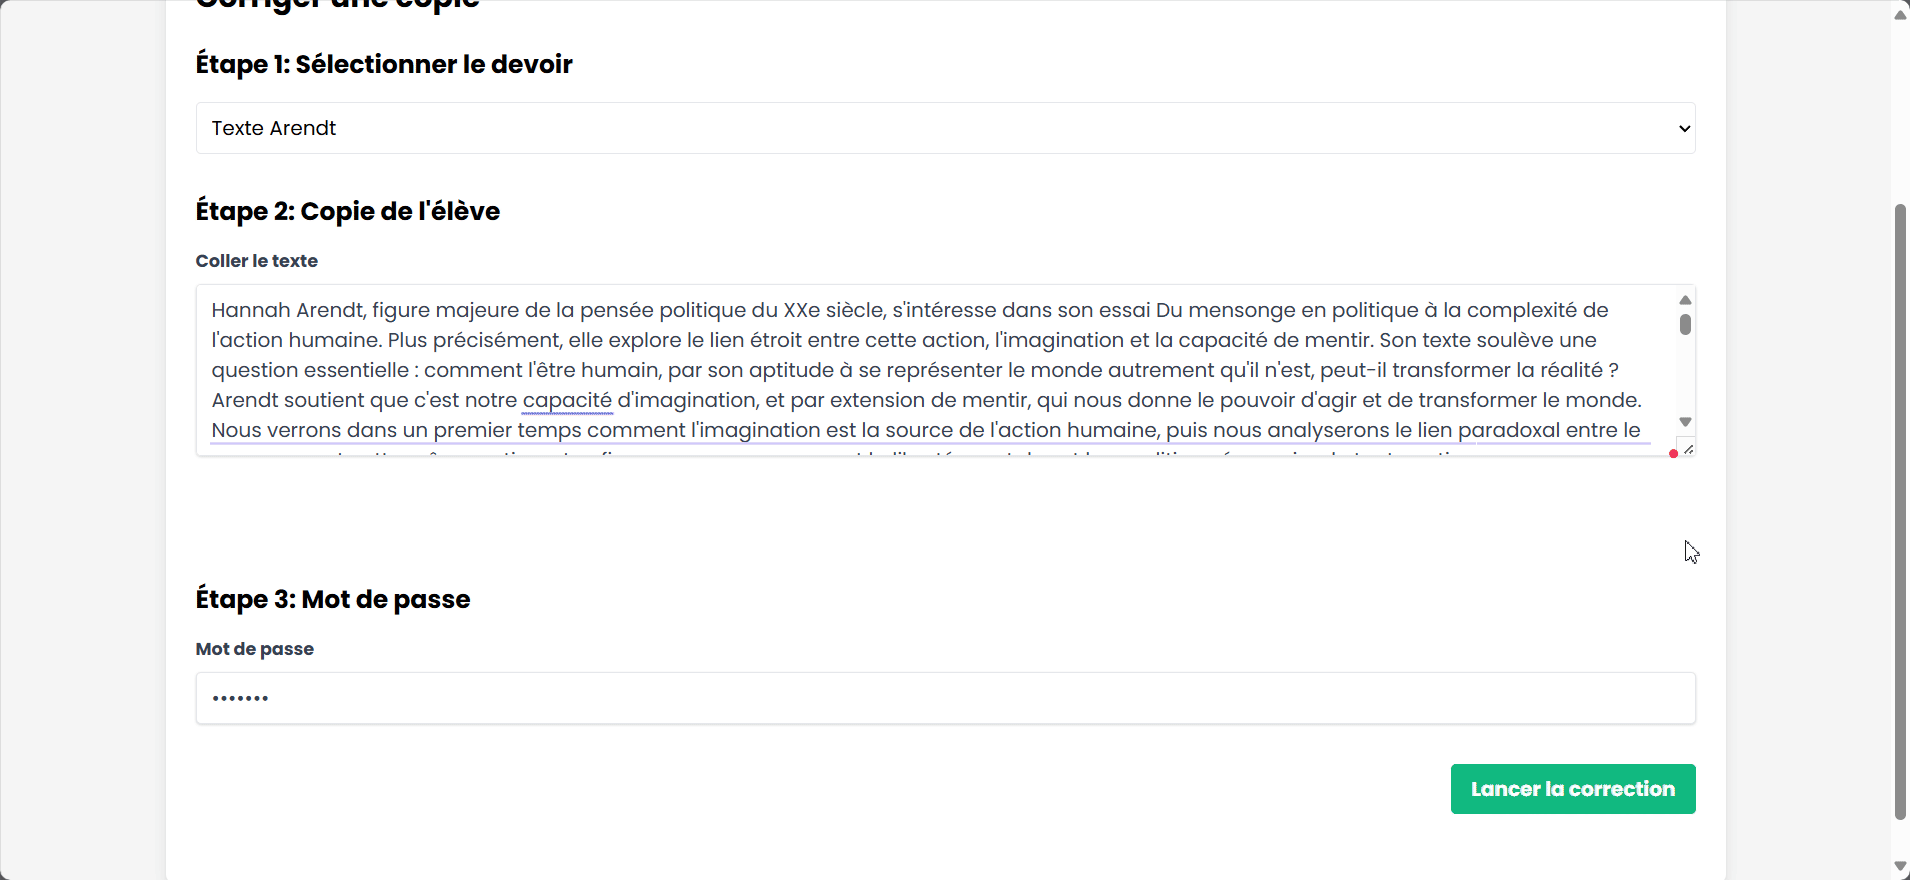 Corriger une copie
Étape 1: Sélectionner le devoir
Texte Arendt
Étape 2: Copie de l'élève
Coller le texte
Hannah Arendt, figure majeure de la pensée politique du XXe siècle, s'intéresse dans son essai Du mensonge en politique à la complexité de
l'action humaine. Plus précisément, elle explore le lien étroit entre cette action, l'imagination et la capacité de mentir. Son texte soulève une
question essentielle : comment l'être humain, par son aptitude à se représenter le monde autrement qu'il n'est, peut-il transformer la réalité ?
Arendt soutient que c'est notre capacité d'imagination, et par extension de mentir, qui nous donne le pouvoir d'agir et de transformer le monde.
Nous verrons dans un premier temps comment l'imagination est la source de l'action humaine, puis nous analyserons le lien paradoxal entre le
Étape 3: Mot de passe
Mot de passe
•••••••
Lancer la correction